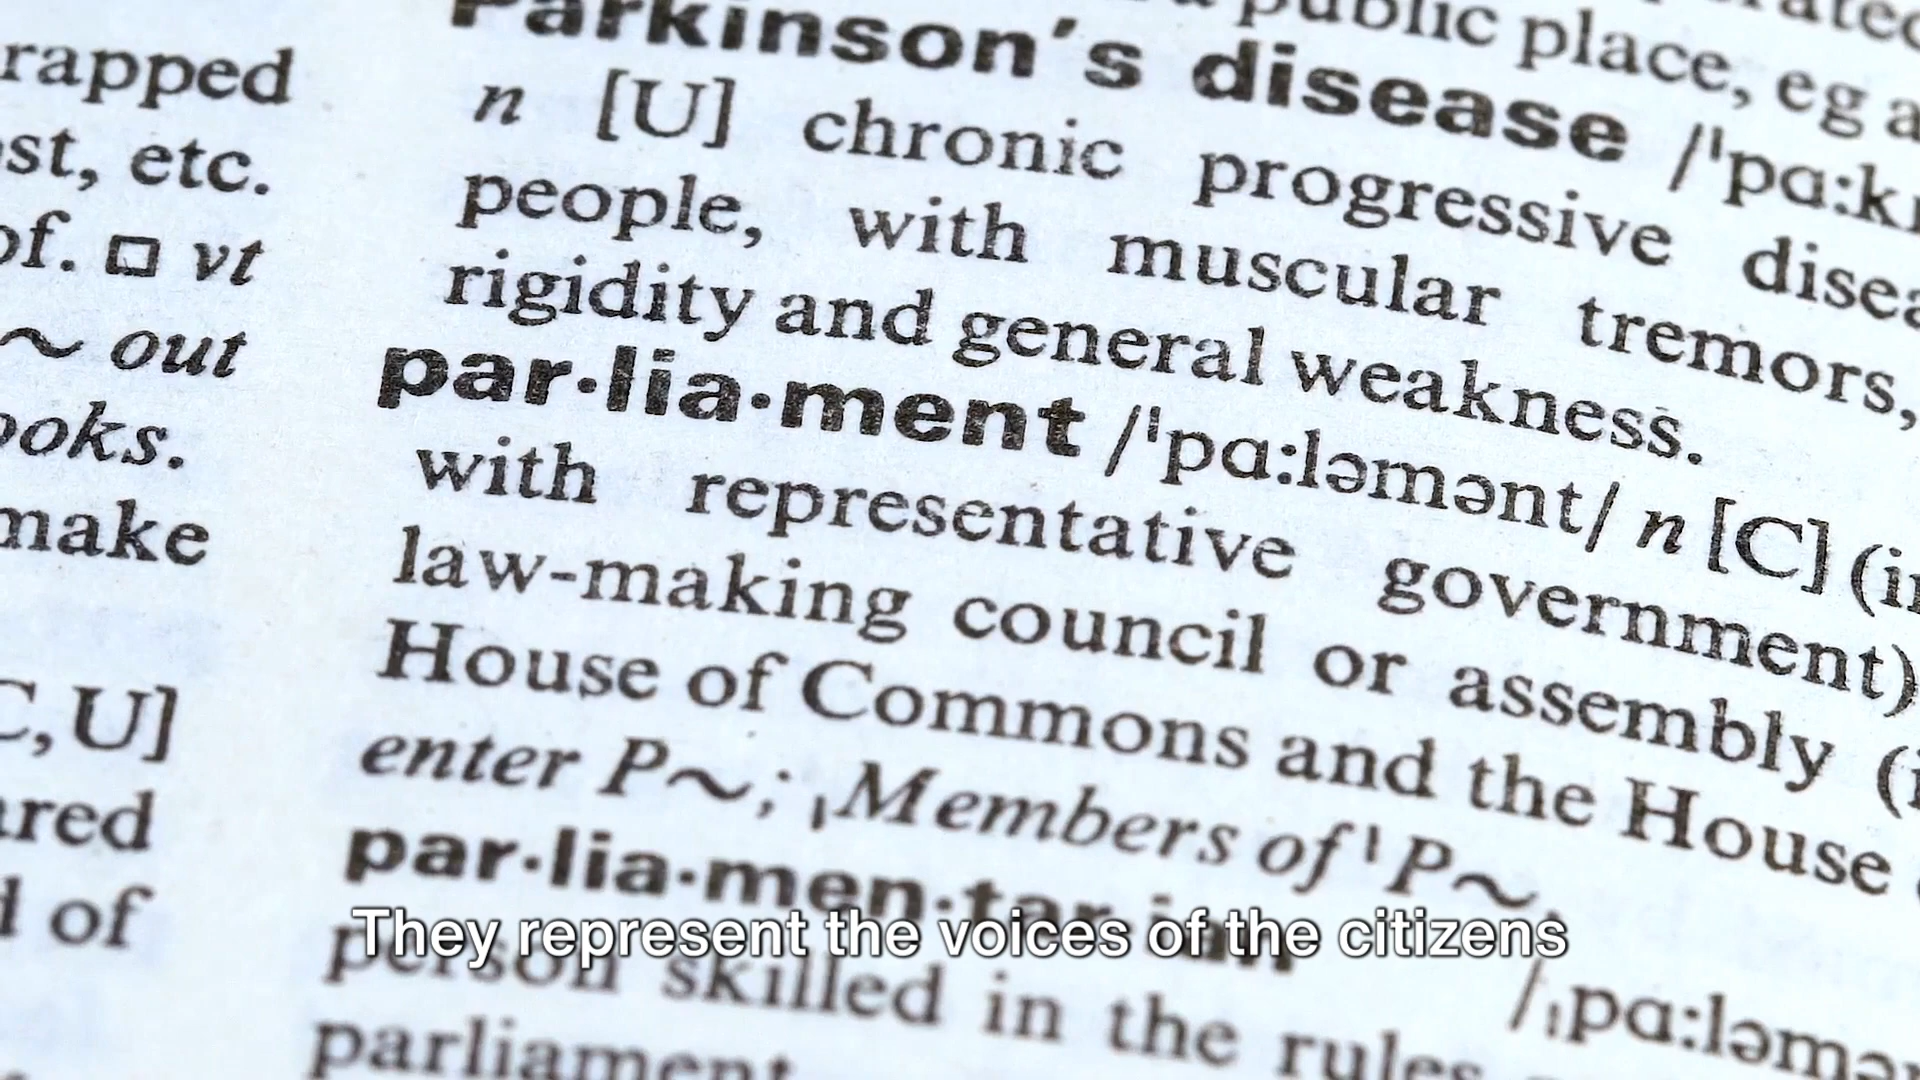 rapped
st, etc.
of. □ vt
~ out
ooks.
make
C, U]
ared
d of
public place, eg a
Parkinson's disease /ˈpɑːk
n [U] chronic progressive disea
people, with muscular tremors,
rigidity and general weakness.
par·lia·ment /ˈpɑːləmənt/ n [C] (in
with representative government)
law-making council or assembly (i
House of Commons and the House
enter P~; ˌMembers of ˈP~.
par·lia·men·tar·ian /ˌpɑːləmə
person skilled in the rules
parliament.
They represent the voices of the citizens